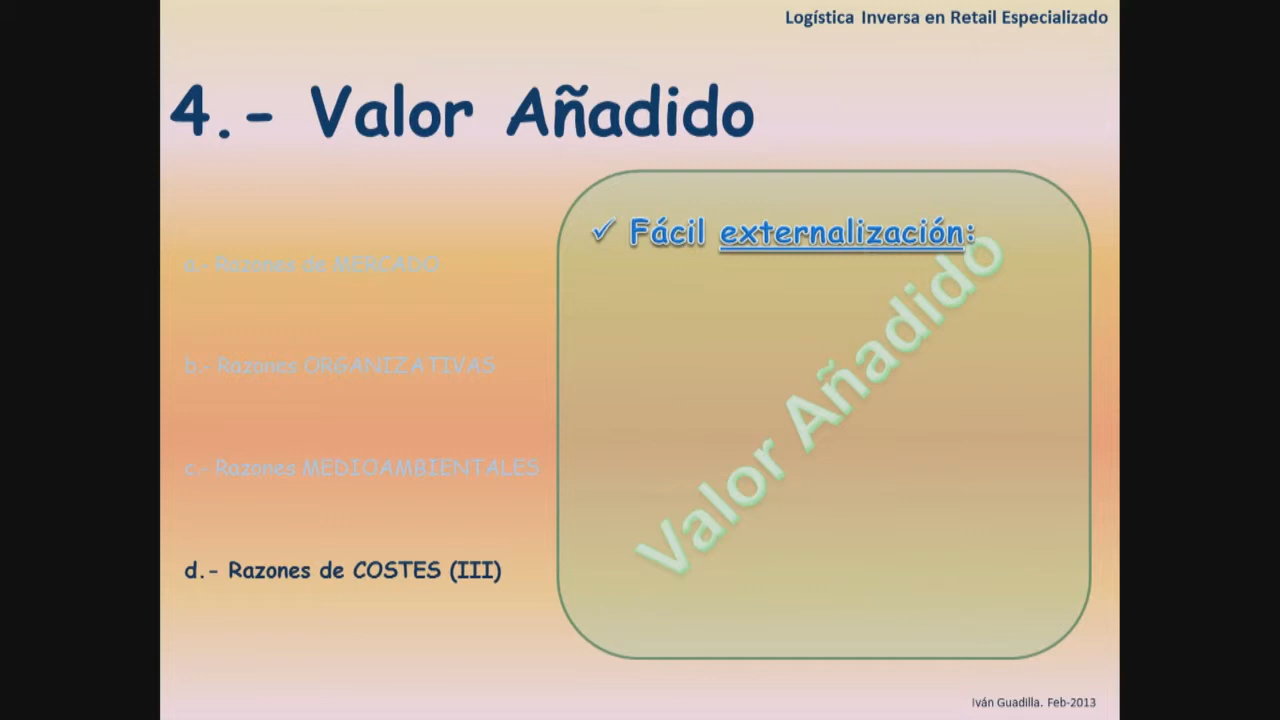 Logística Inversa en Retail Especializado
4.- Valor Añadido
✓ Fácil externalización:
a.- Razones de MERCADO
b.- Razones ORGANIZATIVAS
c.- Razones MEDIOAMBIENTALES
d.- Razones de COSTES (III)
Valor Añadido
Iván Guadilla. Feb-2013